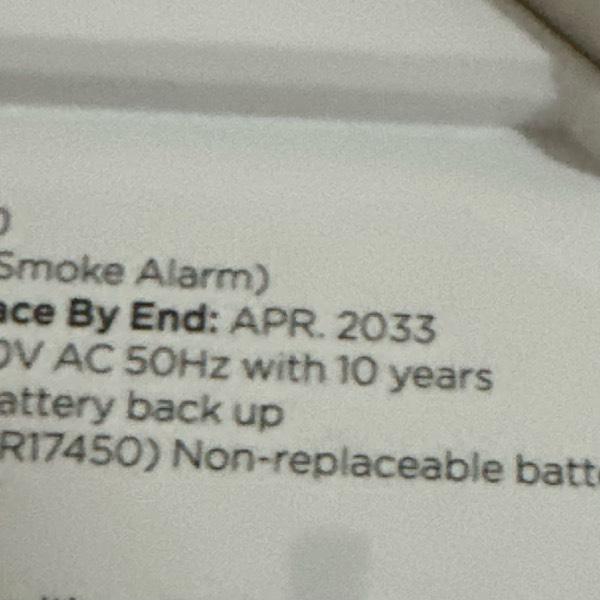 Smoke Alarm)
ace By End: APR. 2033
0V AC 50Hz with 10 years
attery back up
R17450) Non-replaceable batt